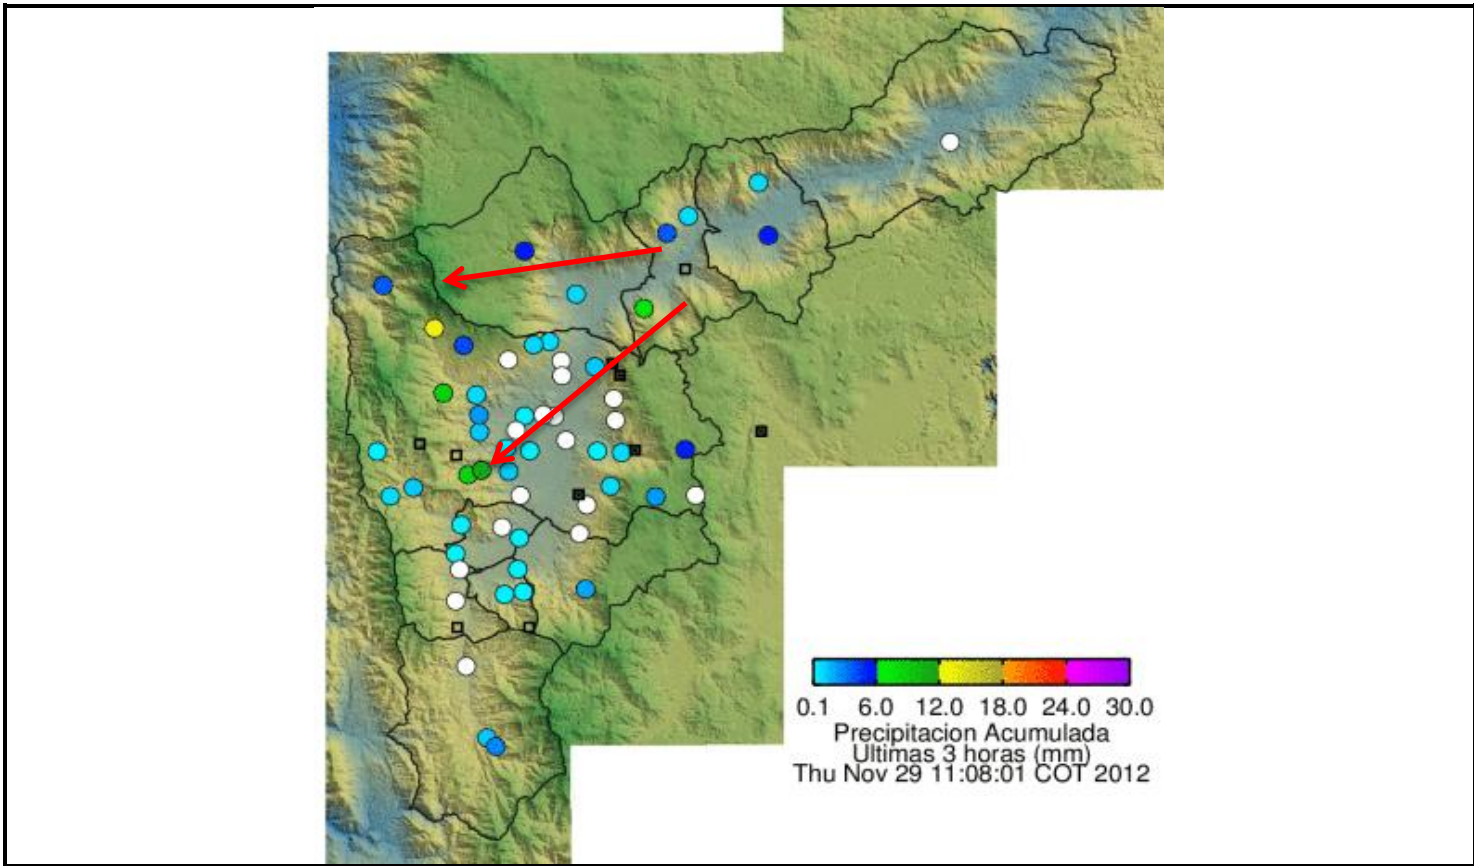 0.1 6.0 12.0 18.0 24.0 30.0
Precipitacion Acumulada
Ultimas 3 horas (mm)
Thu Nov 29 11:08:01 COT 2012